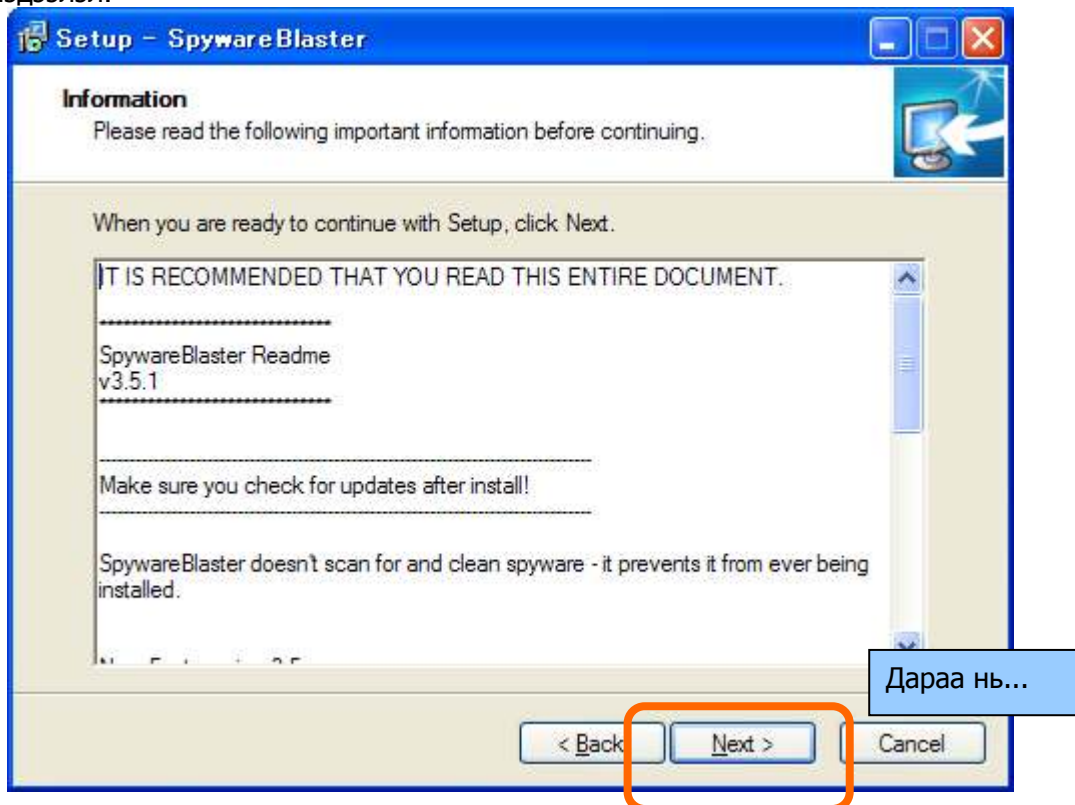 Setup - SpywareBlaster
Information
Please read the following important information before continuing.
When you are ready to continue with Setup, click Next.
IT IS RECOMMENDED THAT YOU READ THIS ENTIRE DOCUMENT.
******************************
SpywareBlaster Readme
v3.5.1
******************************
----------------------------------------------------------------------
Make sure you check for updates after install!
----------------------------------------------------------------------
SpywareBlaster doesn't scan for and clean spyware - it prevents it from ever being
installed.
Дараа нь...
< Back
Next >
Cancel